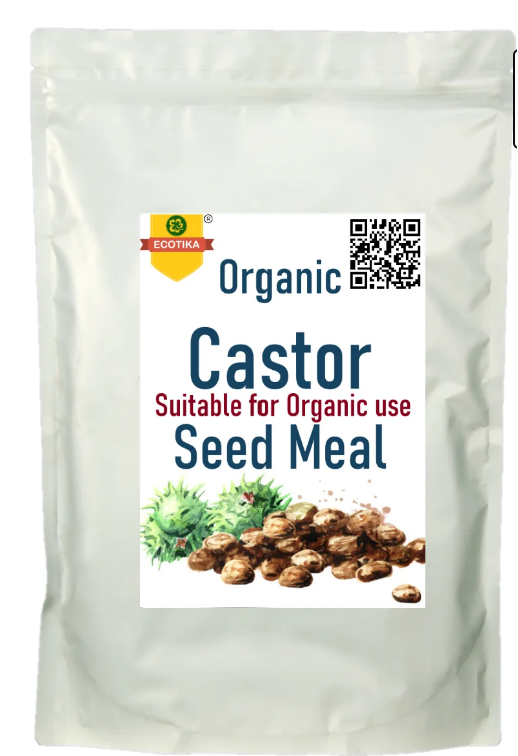 ECOTIKA
®
Organic
Castor
Suitable for Organic use
Seed Meal